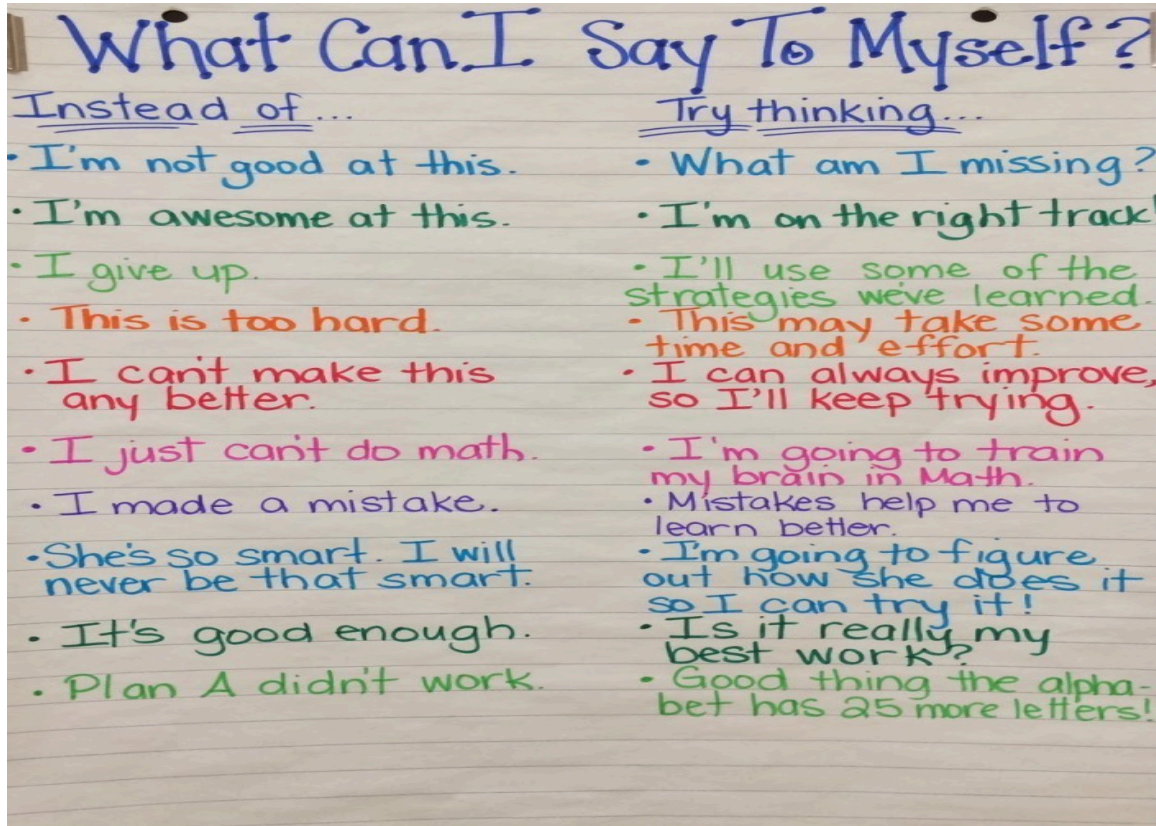 What Can I Say To Myself?
Instead of...
Try thinking...
• I'm not good at this.
• What am I missing?
• I'm awesome at this.
• I'm on the right track!
• I give up.
• I'll use some of the
strategies we've learned.
• This is too hard.
• This may take some
time and effort.
• I can't make this
any better.
• I can always improve,
so I'll keep trying.
• I just can't do math.
• I'm going to train
my brain in Math.
• I made a mistake.
• Mistakes help me to
learn better.
• She's so smart. I will
never be that smart.
• I'm going to figure
out how she does it
so I can try it!
• It's good enough.
• Is it really my
best work?
• Plan A didn't work.
• Good thing the alpha-
bet has 25 more letters!